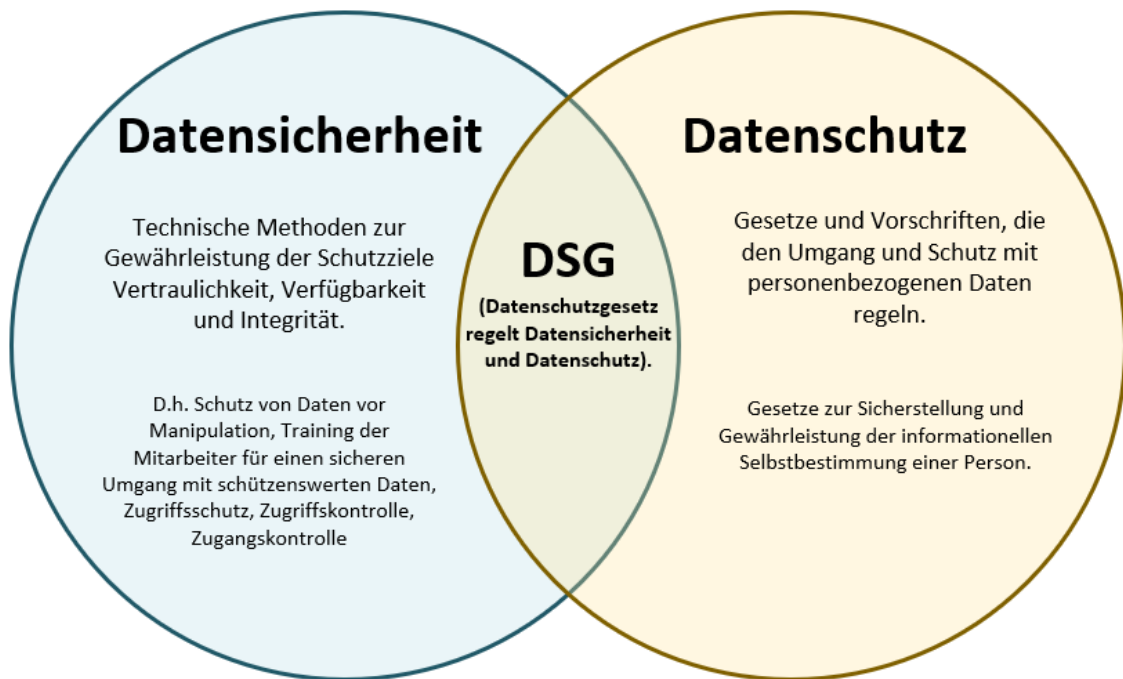 Datensicherheit
Technische Methoden zur
Gewährleistung der Schutzziele
Vertraulichkeit, Verfügbarkeit
und Integrität.
D.h. Schutz von Daten vor
Manipulation, Training der
Mitarbeiter für einen sicheren
Umgang mit schützenswerten Daten,
Zugriffsschutz, Zugriffskontrolle,
Zugangskontrolle
DSG
(Datenschutzgesetz
regelt Datensicherheit
und Datenschutz).
Datenschutz
Gesetze und Vorschriften, die
den Umgang und Schutz mit
personenbezogenen Daten
regeln.
Gesetze zur Sicherstellung und
Gewährleistung der informationellen
Selbstbestimmung einer Person.